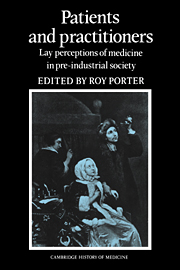 Patients
and practitioners
Lay perceptions of medicine
in pre-industrial society
EDITED BY ROY PORTER
CAMBRIDGE HISTORY OF MEDICINE